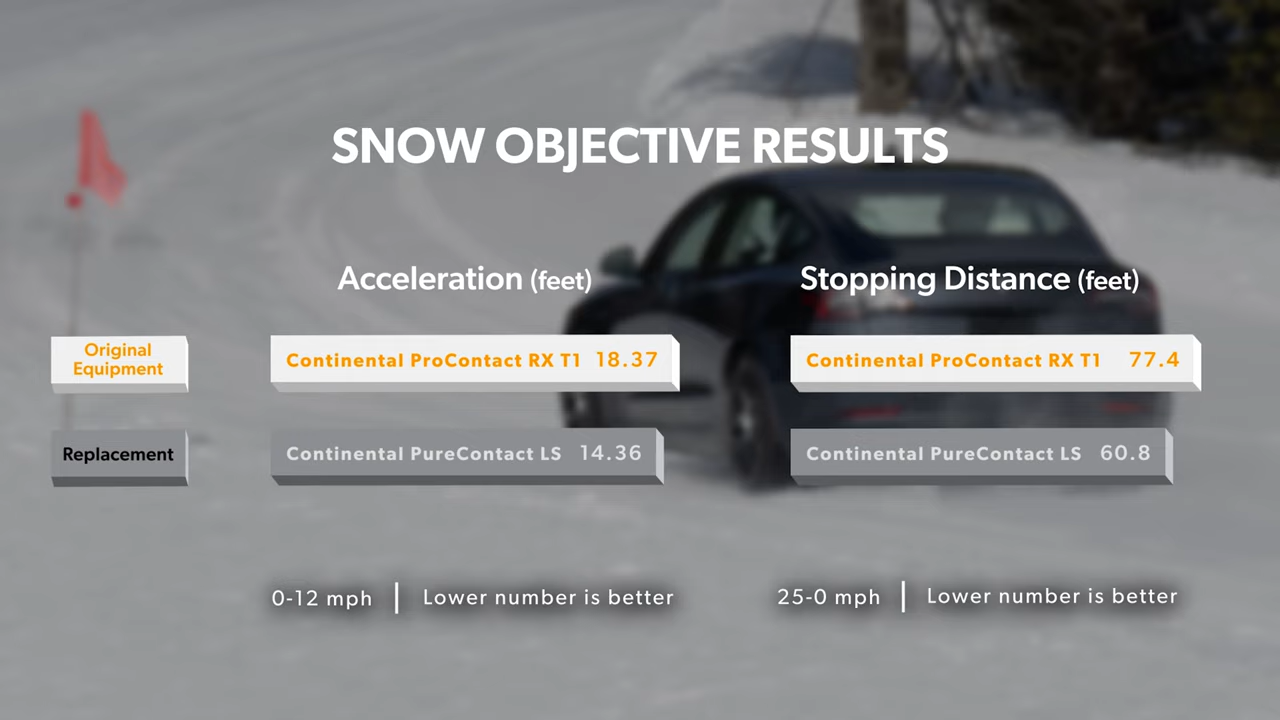 SNOW OBJECTIVE RESULTS
Acceleration (feet)
Stopping Distance (feet)
Original
Equipment
Continental ProContact RX T1 18.37
Continental ProContact RX T1 77.4
Replacement
Continental PureContact LS 14.36
Continental PureContact LS 60.8
0-12 mph | Lower number is better
25-0 mph | Lower number is better